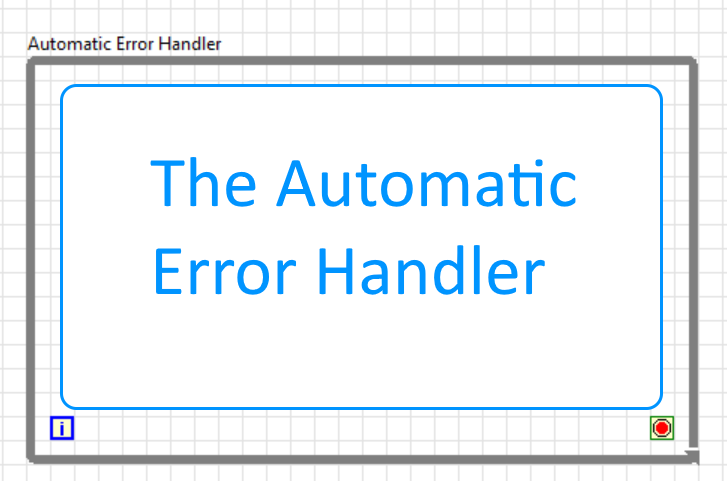 Automatic Error Handler
The Automatic
Error Handler
i